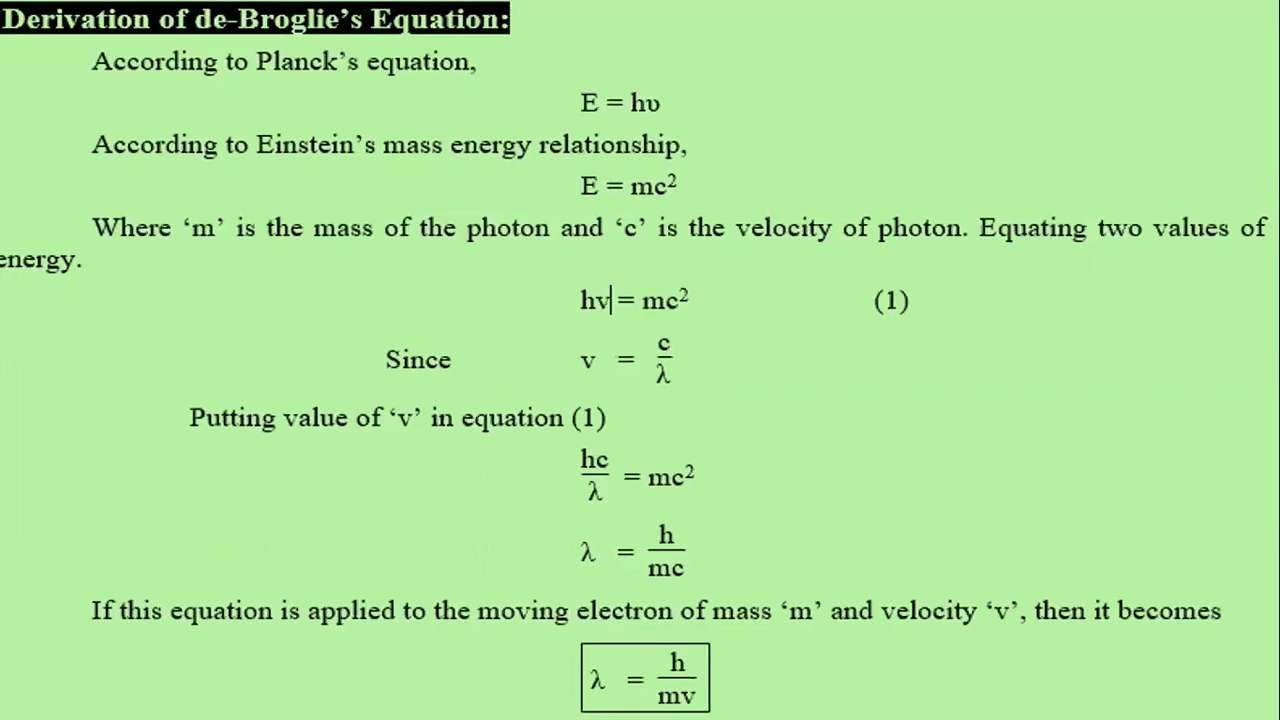 Derivation of de-Broglie’s Equation:
According to Planck’s equation,
E = hυ
According to Einstein’s mass energy relationship,
E = mc²
Where ‘m’ is the mass of the photon and ‘c’ is the velocity of photon. Equating two values of
energy.
hv = mc² (1)
Since v = c/λ
Putting value of ‘v’ in equation (1)
hc/λ = mc²
λ = h/mc
If this equation is applied to the moving electron of mass ‘m’ and velocity ‘v’, then it becomes
λ = h/mv